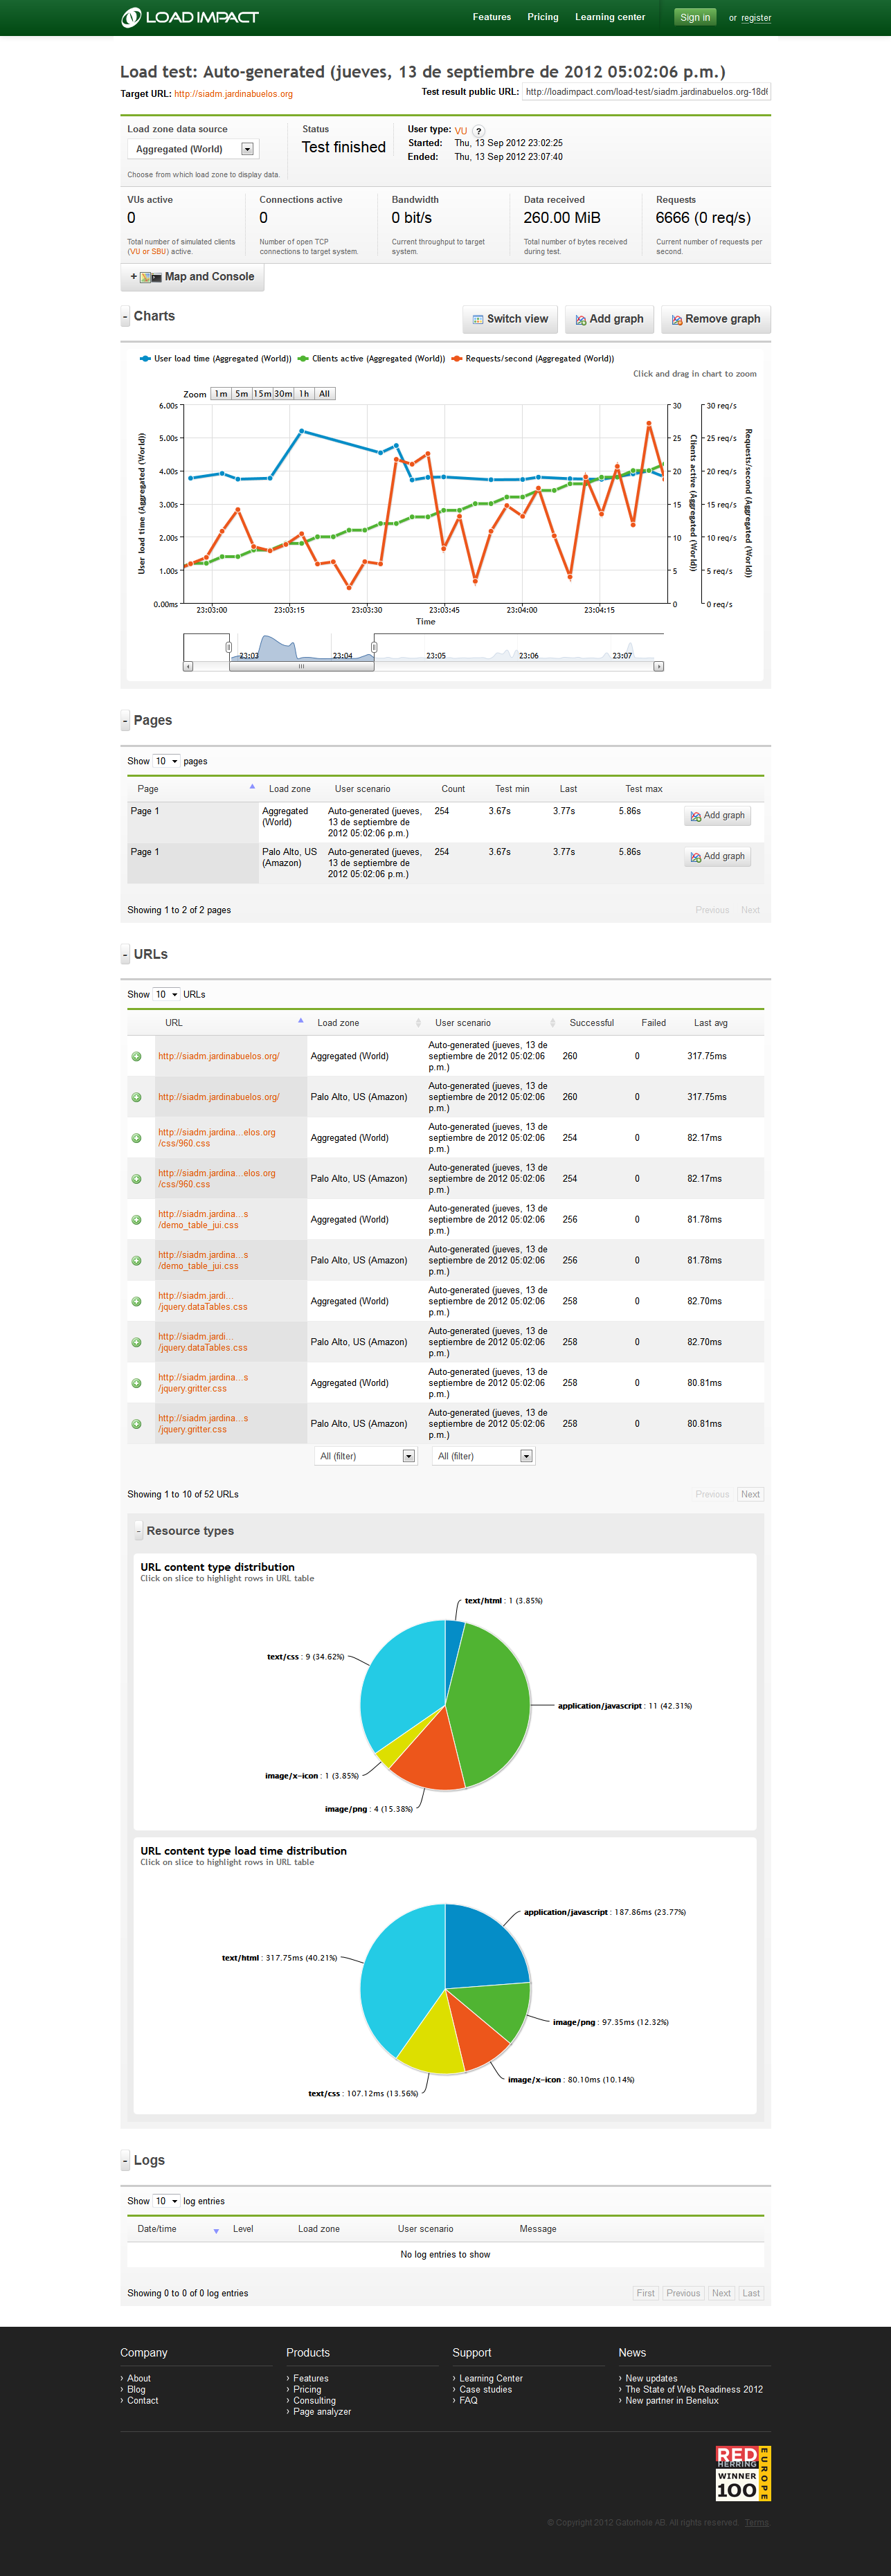 LOAD IMPACT
Features Pricing Learning center Sign in or register
Load test: Auto-generated (jueves, 13 de septiembre de 2012 05:02:06 p.m.)
Target URL: http://siadm.jardinabuelos.org
Test result public URL:
Load zone data source
Aggregated (World)
Choose from which load zone to display data.
Status
Test finished
User type: VU ?
Started: Thu, 13 Sep 2012 23:02:25
Ended: Thu, 13 Sep 2012 23:07:40
VUs active
0
Total number of simulated clients
(VU or SBU) active.
Connections active
0
Number of open TCP
connections to target system.
Bandwidth
0 bit/s
Current throughput to target
system.
Data received
260.00 MiB
Total number of bytes received
during test.
Requests
6666 (0 req/s)
Current number of requests per
second.
+ Map and Console
- Charts
Switch view Add graph Remove graph
User load time (Aggregated (World)) Clients active (Aggregated (World)) Requests/second (Aggregated (World))
Click and drag in chart to zoom
Zoom 1m 5m 15m 30m 1h All
6.00s 30 30 req/s
5.00s 25 25 req/s
4.00s 20 20 req/s
3.00s 15 15 req/s
2.00s 10 10 req/s
1.00s 5 5 req/s
0.00ms 0 0 req/s
User load time (Aggregated (World))
Clients active (Aggregated (World))
Requests/second (Aggregated (World))
23:03:00 23:03:15 23:03:30 23:03:45 23:04:00 23:04:15
Time
23:03 23:04 23:05 23:06 23:07
- Pages
Show 10 pages
Page Load zone User scenario Count Test min Last Test max
Page 1 Aggregated (World) Auto-generated (jueves, 13 de septiembre de 2012 05:02:06 p.m.) 254 3.67s 3.77s 5.86s Add graph
Page 1 Palo Alto, US (Amazon) Auto-generated (jueves, 13 de septiembre de 2012 05:02:06 p.m.) 254 3.67s 3.77s 5.86s Add graph
Showing 1 to 2 of 2 pages Previous Next
- URLs
Show 10 URLs
URL Load zone User scenario Successful Failed Last avg
http://siadm.jardinabuelos.org/ Aggregated (World) Auto-generated (jueves, 13 de septiembre de 2012 05:02:06 p.m.) 260 0 317.75ms
http://siadm.jardinabuelos.org/ Palo Alto, US (Amazon) Auto-generated (jueves, 13 de septiembre de 2012 05:02:06 p.m.) 260 0 317.75ms
http://siadm.jardina...elos.org/css/960.css Aggregated (World) Auto-generated (jueves, 13 de septiembre de 2012 05:02:06 p.m.) 254 0 82.17ms
http://siadm.jardina...elos.org/css/960.css Palo Alto, US (Amazon) Auto-generated (jueves, 13 de septiembre de 2012 05:02:06 p.m.) 254 0 82.17ms
http://siadm.jardina...s/demo_table_jui.css Aggregated (World) Auto-generated (jueves, 13 de septiembre de 2012 05:02:06 p.m.) 256 0 81.78ms
http://siadm.jardina...s/demo_table_jui.css Palo Alto, US (Amazon) Auto-generated (jueves, 13 de septiembre de 2012 05:02:06 p.m.) 256 0 81.78ms
http://siadm.jardi.../jquery.dataTables.css Aggregated (World) Auto-generated (jueves, 13 de septiembre de 2012 05:02:06 p.m.) 258 0 82.70ms
http://siadm.jardi.../jquery.dataTables.css Palo Alto, US (Amazon) Auto-generated (jueves, 13 de septiembre de 2012 05:02:06 p.m.) 258 0 82.70ms
http://siadm.jardina...s/jquery.gritter.css Aggregated (World) Auto-generated (jueves, 13 de septiembre de 2012 05:02:06 p.m.) 258 0 80.81ms
http://siadm.jardina...s/jquery.gritter.css Palo Alto, US (Amazon) Auto-generated (jueves, 13 de septiembre de 2012 05:02:06 p.m.) 258 0 80.81ms
All (filter) All (filter)
Showing 1 to 10 of 52 URLs Previous Next
- Resource types
URL content type distribution
Click on slice to highlight rows in URL table
text/html : 1 (3.85%)
text/css : 9 (34.62%)
application/javascript : 11 (42.31%)
image/x-icon : 1 (3.85%)
image/png : 4 (15.38%)
URL content type load time distribution
Click on slice to highlight rows in URL table
application/javascript : 187.86ms (23.77%)
text/html : 317.75ms (40.21%)
image/png : 97.35ms (12.32%)
image/x-icon : 80.10ms (10.14%)
text/css : 107.12ms (13.56%)
- Logs
Show 10 log entries
Date/time Level Load zone User scenario Message
No log entries to show
Showing 0 to 0 of 0 log entries First Previous Next Last
Company Products Support News
› About › Features › Learning Center › New updates
› Blog › Pricing › Case studies › The State of Web Readiness 2012
› Contact › Consulting › FAQ › New partner in Benelux
› Page analyzer
RED
HERRING
WINNER
100
EUROPE
© Copyright 2012 Gatorhole AB. All rights reserved. Terms.